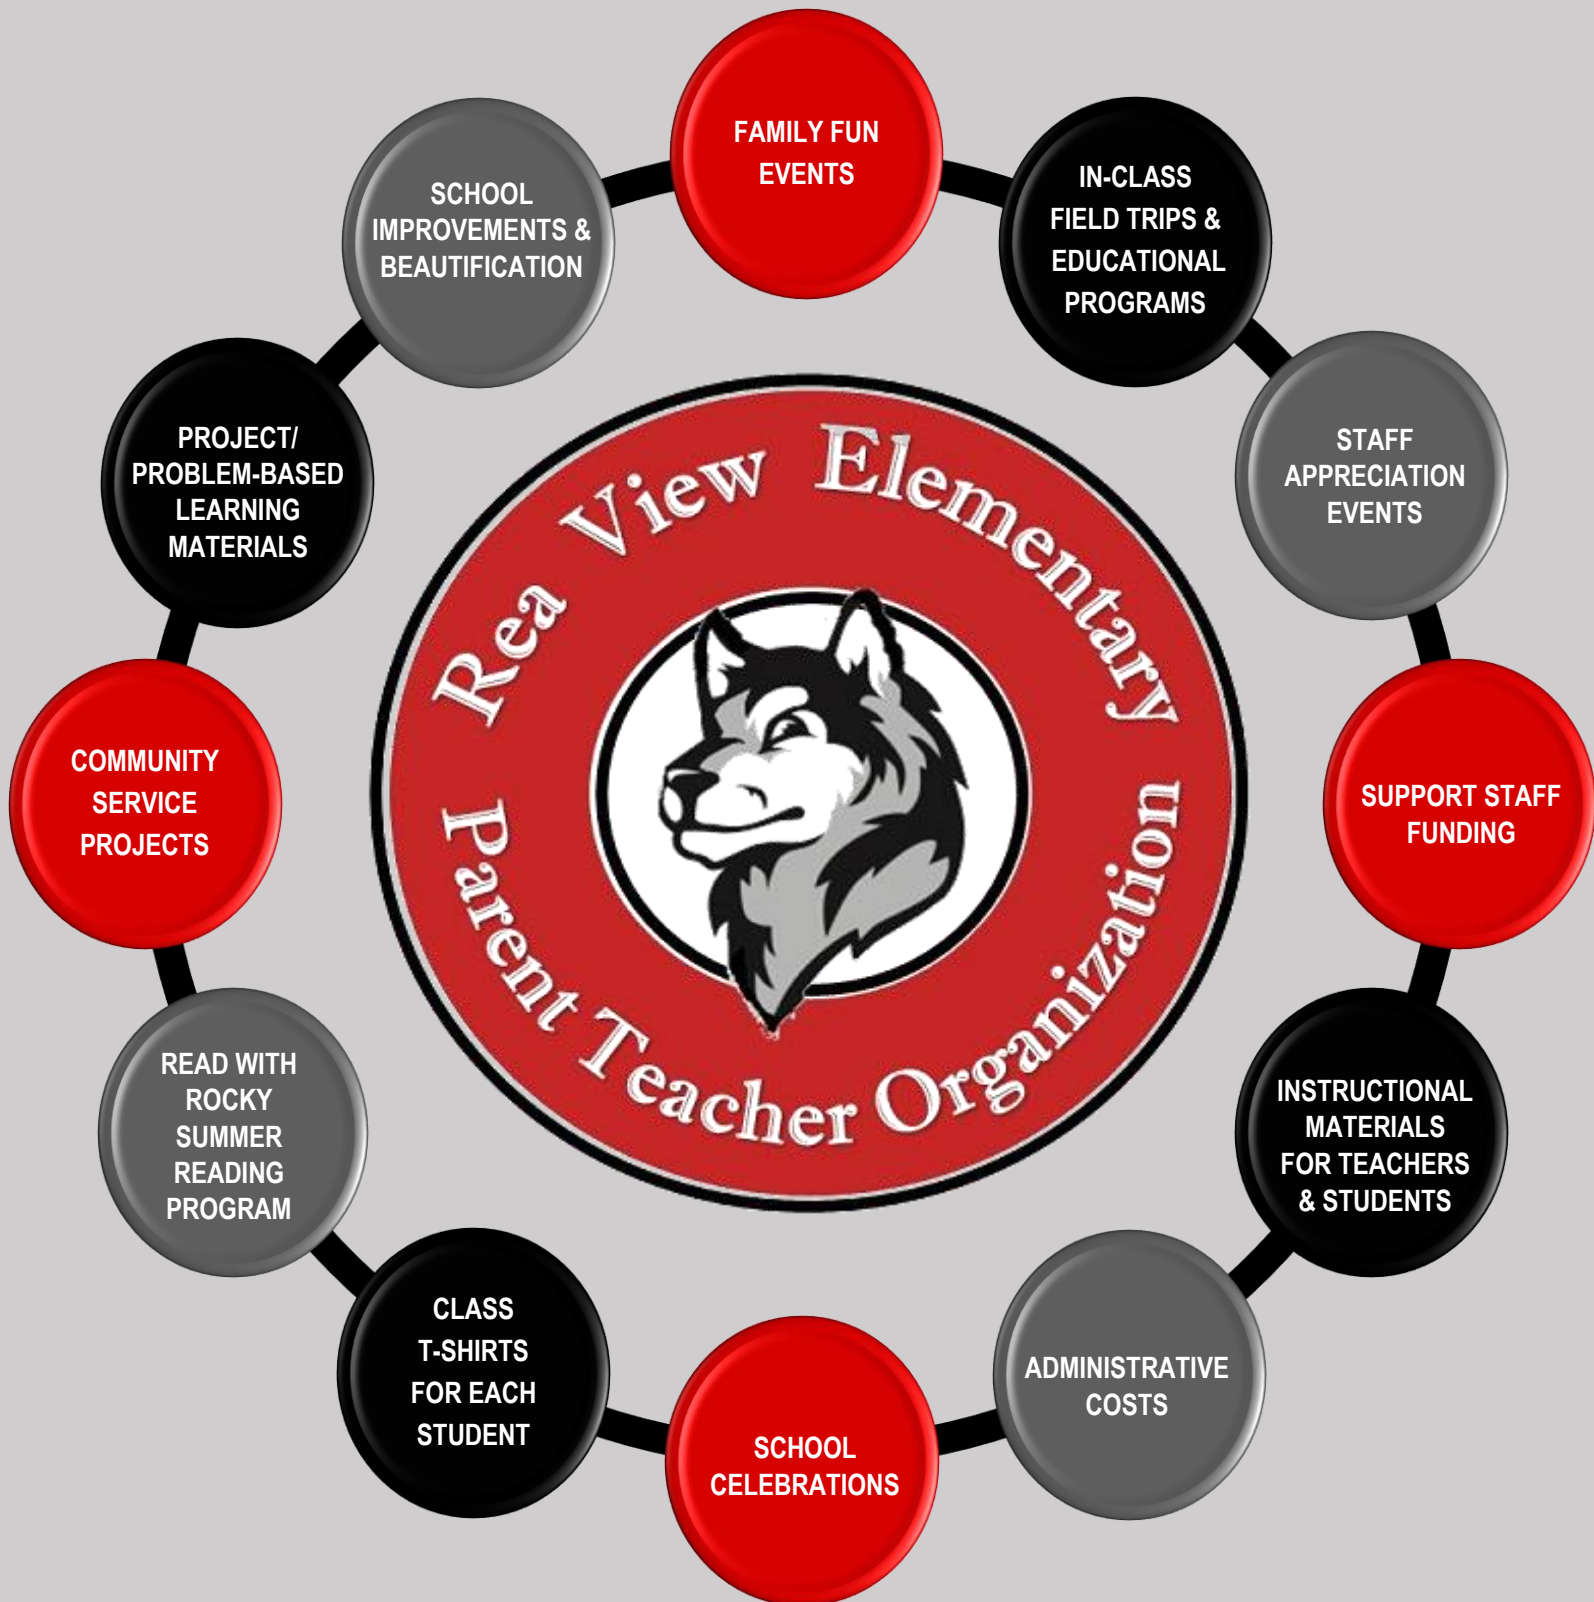 FAMILY FUN
EVENTS
IN-CLASS
FIELD TRIPS &
EDUCATIONAL
PROGRAMS
STAFF
APPRECIATION
EVENTS
SUPPORT STAFF
FUNDING
INSTRUCTIONAL
MATERIALS
FOR TEACHERS
& STUDENTS
ADMINISTRATIVE
COSTS
SCHOOL
CELEBRATIONS
CLASS
T-SHIRTS
FOR EACH
STUDENT
READ WITH
ROCKY
SUMMER
READING
PROGRAM
COMMUNITY
SERVICE
PROJECTS
PROJECT/
PROBLEM-BASED
LEARNING
MATERIALS
SCHOOL
IMPROVEMENTS &
BEAUTIFICATION
Rea View Elementary
Parent Teacher Organization